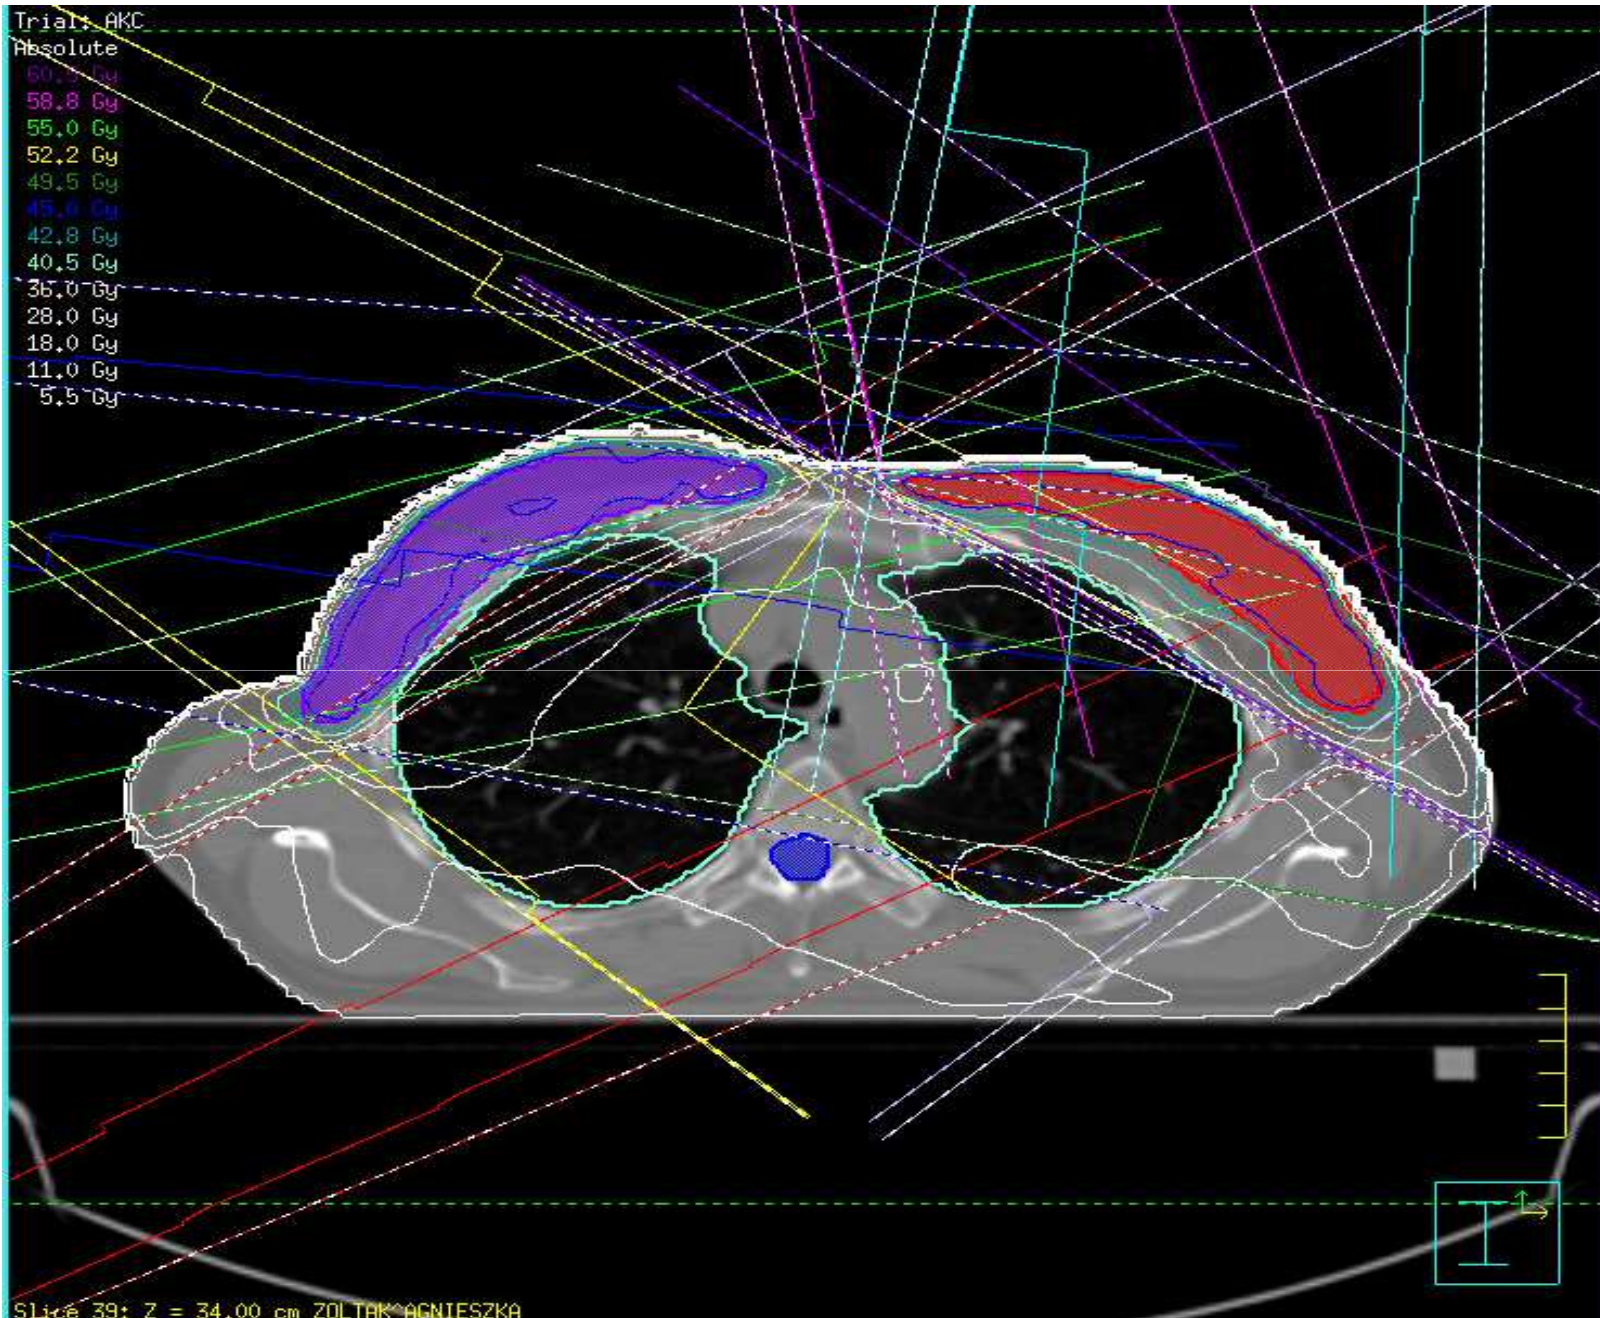 Trial: AKC
Absolute
60.5 Gy
58.8 Gy
55.0 Gy
52.2 Gy
49.5 Gy
45.0 Gy
42.8 Gy
40.5 Gy
36.0 Gy
28.0 Gy
18.0 Gy
11.0 Gy
5.5 Gy
I
Slice 39: Z = 34.00 cm ZOLTAK^AGNIESZKA